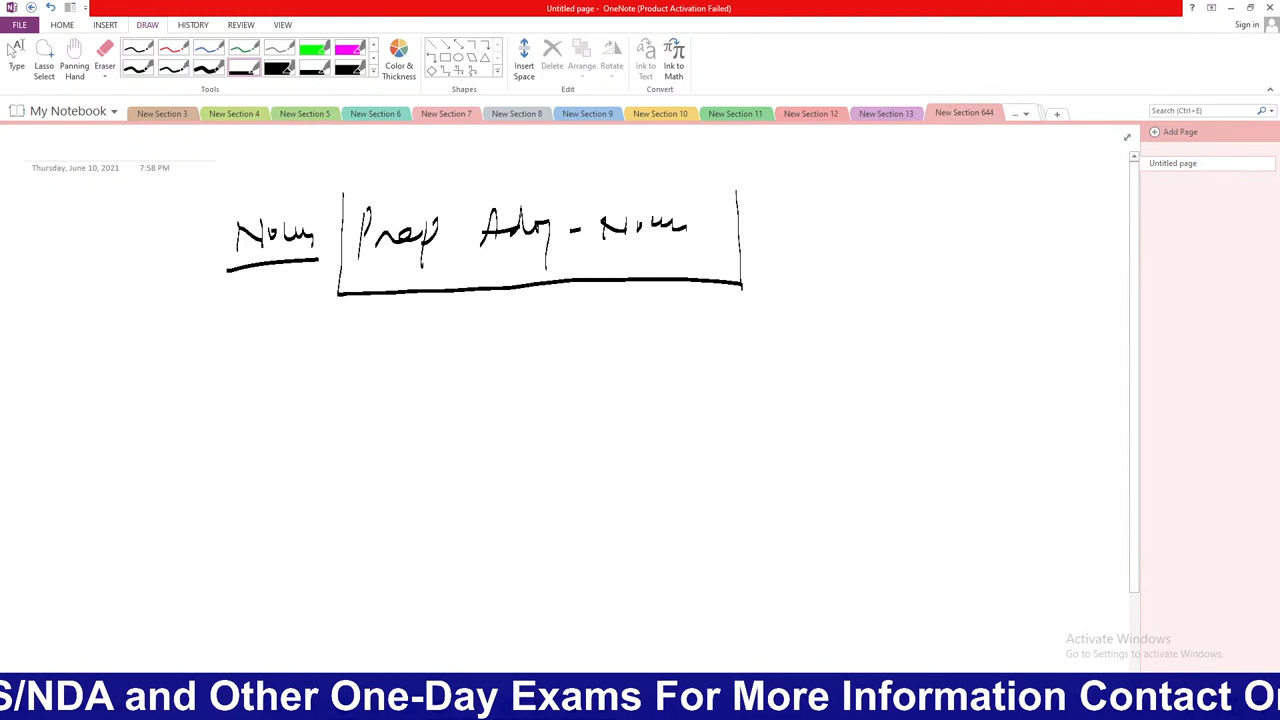 Untitled page - OneNote (Product Activation Failed)
FILE HOME INSERT DRAW HISTORY REVIEW VIEW
Sign in
Type
Lasso Select
Panning Hand
Eraser
Color & Thickness
Insert Space
Delete
Arrange
Rotate
Ink to Text
Ink to Math
Tools Shapes Edit Convert
My Notebook New Section 3 New Section 4 New Section 5 New Section 6 New Section 7 New Section 8 New Section 9 New Section 10 New Section 11 New Section 12 New Section 13 New Section 644 ... Search (Ctrl+E)
Add Page
Untitled page
Thursday, June 10, 2021 7:58 PM
Noun Prep Adj - Noun
Activate Windows
Go to Settings to activate Windows.
S/NDA and Other One-Day Exams For More Information Contact O